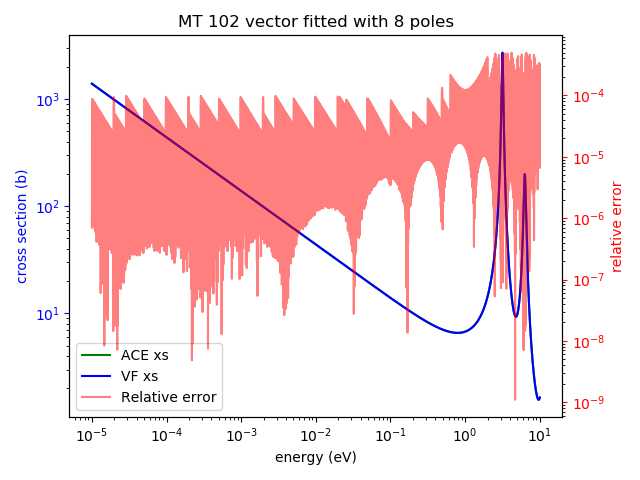 MT 102 vector fitted with 8 poles
10³
10²
10¹
cross section (b)
10⁻⁴
10⁻⁵
10⁻⁶
10⁻⁷
10⁻⁸
10⁻⁹
relative error
ACE xs
VF xs
Relative error
10⁻⁵ 10⁻⁴ 10⁻³ 10⁻² 10⁻¹ 10⁰ 10¹
energy (eV)